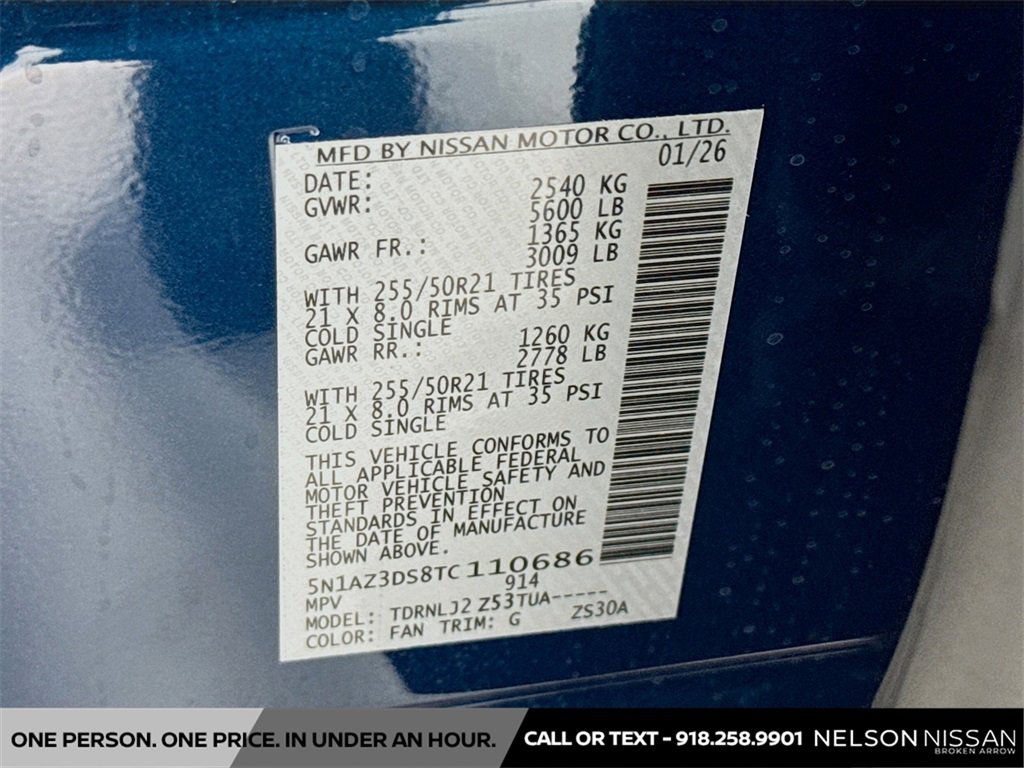 MFD BY NISSAN MOTOR CO., LTD.
DATE: 01/26
GVWR: 2540 KG
5600 LB
GAWR FR.: 1365 KG
3009 LB
WITH 255/50R21 TIRES
21 X 8.0 RIMS AT 35 PSI
COLD SINGLE
GAWR RR.: 1260 KG
2778 LB
WITH 255/50R21 TIRES
21 X 8.0 RIMS AT 35 PSI
COLD SINGLE
THIS VEHICLE CONFORMS TO
ALL APPLICABLE FEDERAL
MOTOR VEHICLE SAFETY AND
THEFT PREVENTION
STANDARDS IN EFFECT ON
THE DATE OF MANUFACTURE
SHOWN ABOVE.
5N1AZ3DS8TC110686
MPV 914
MODEL: TDRNLJ2 Z53TUA-----
COLOR: FAN TRIM: G ZS30A
ONE PERSON. ONE PRICE. IN UNDER AN HOUR.
CALL OR TEXT - 918.258.9901
NELSON NISSAN
BROKEN ARROW